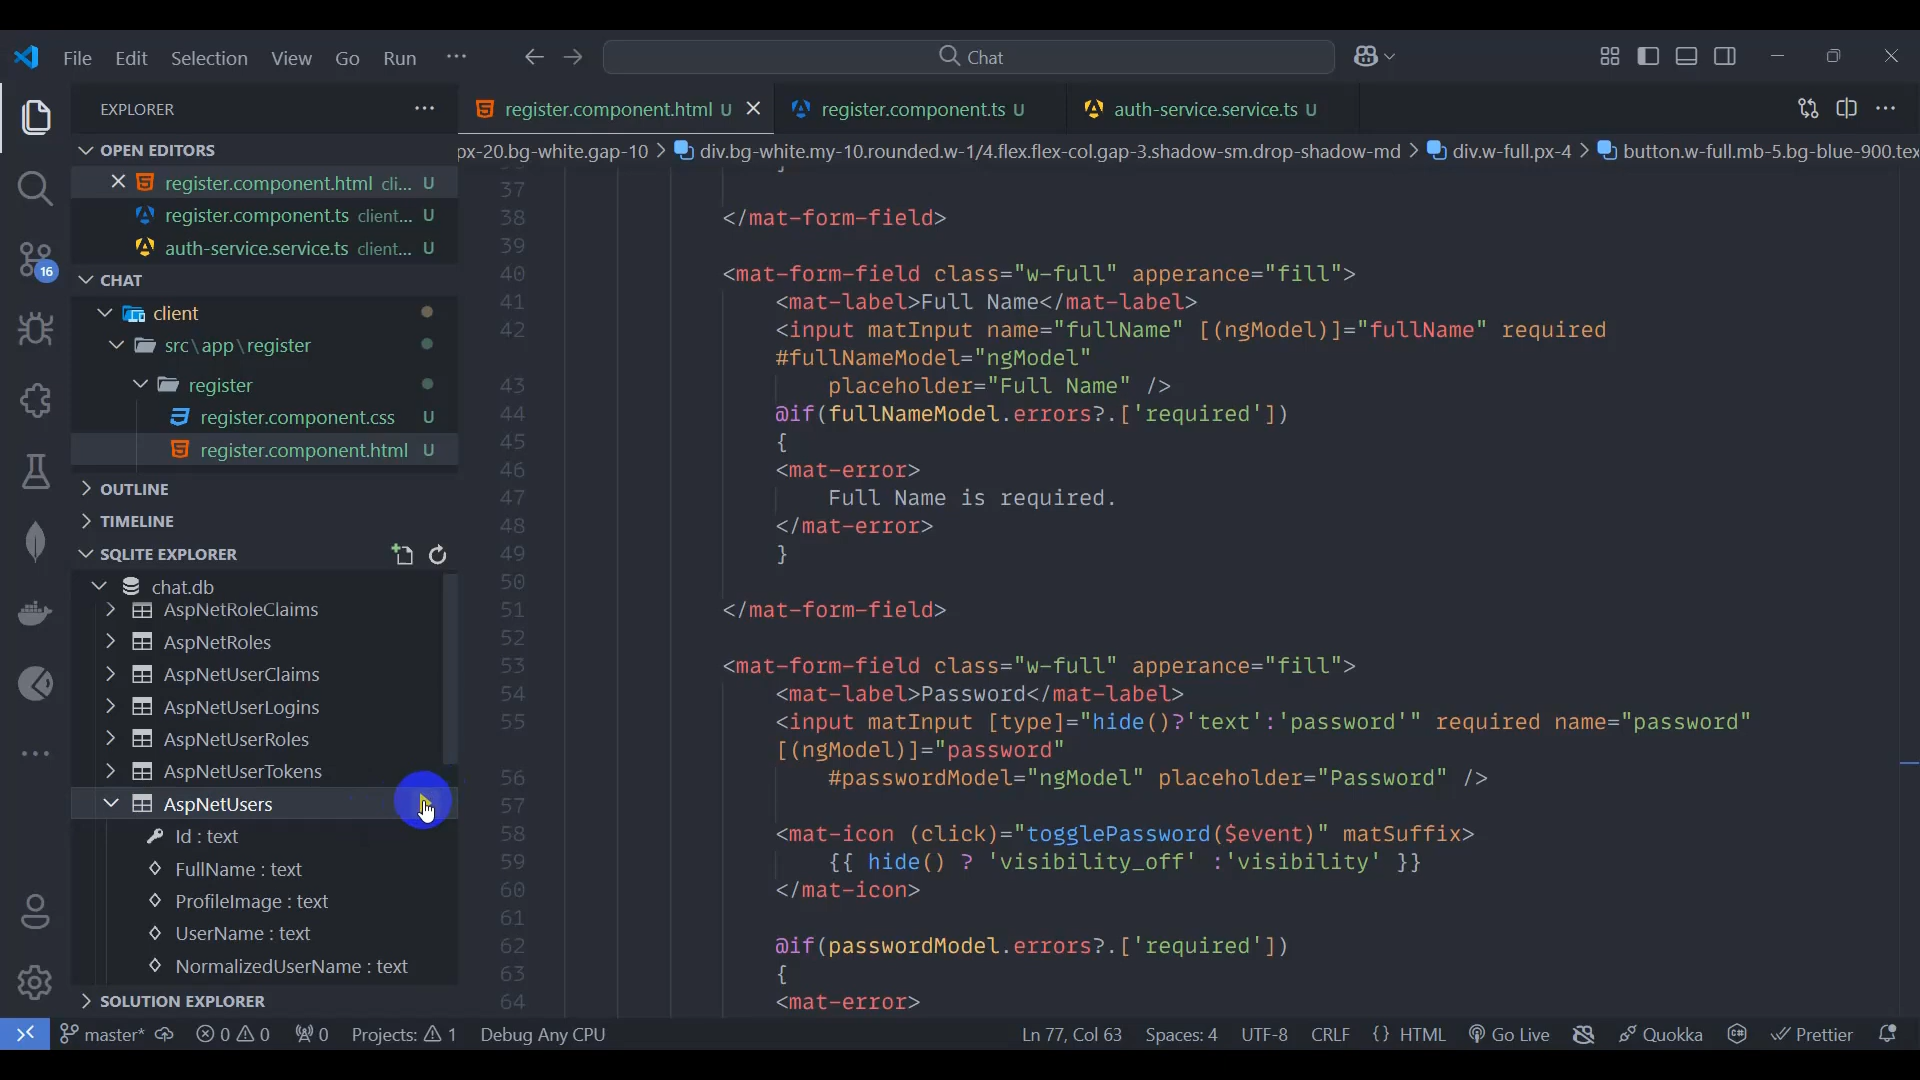 File Edit Selection View Go Run ··· Chat
EXPLORER ···
OPEN EDITORS
register.component.html cli... U
register.component.ts client... U
auth-service.service.ts client... U
CHAT
client
src\app\register
register
register.component.css U
register.component.html U
OUTLINE
TIMELINE
SQLITE EXPLORER
chat.db
AspNetRoleClaims
AspNetRoles
AspNetUserClaims
AspNetUserLogins
AspNetUserRoles
AspNetUserTokens
AspNetUsers
Id : text
FullName : text
ProfileImage : text
UserName : text
NormalizedUserName : text
SOLUTION EXPLORER
16
register.component.html U register.component.ts U auth-service.service.ts U
px-20.bg-white.gap-10 > div.bg-white.my-10.rounded.w-1/4.flex.flex-col.gap-3.shadow-sm.drop-shadow-md > div.w-full.px-4 > button.w-full.mb-5.bg-blue-900.tex
37
38 </mat-form-field>
39
40 <mat-form-field class="w-full" apperance="fill">
41 <mat-label>Full Name</mat-label>
42 <input matInput name="fullName" [(ngModel)]="fullName" required
#fullNameModel="ngModel"
43 placeholder="Full Name" />
44 @if(fullNameModel.errors?.['required'])
45 {
46 <mat-error>
47 Full Name is required.
48 </mat-error>
49 }
50
51 </mat-form-field>
52
53 <mat-form-field class="w-full" apperance="fill">
54 <mat-label>Password</mat-label>
55 <input matInput [type]="hide()?'text':'password'" required name="password"
[(ngModel)]="password"
56 #passwordModel="ngModel" placeholder="Password" />
57
58 <mat-icon (click)="togglePassword($event)" matSuffix>
59 {{ hide() ? 'visibility_off' :'visibility' }}
60 </mat-icon>
61
62 @if(passwordModel.errors?.['required'])
63 {
64 <mat-error>
master* 0 0 0 Projects: 1 Debug Any CPU Ln 77, Col 63 Spaces: 4 UTF-8 CRLF {} HTML Go Live Quokka Prettier